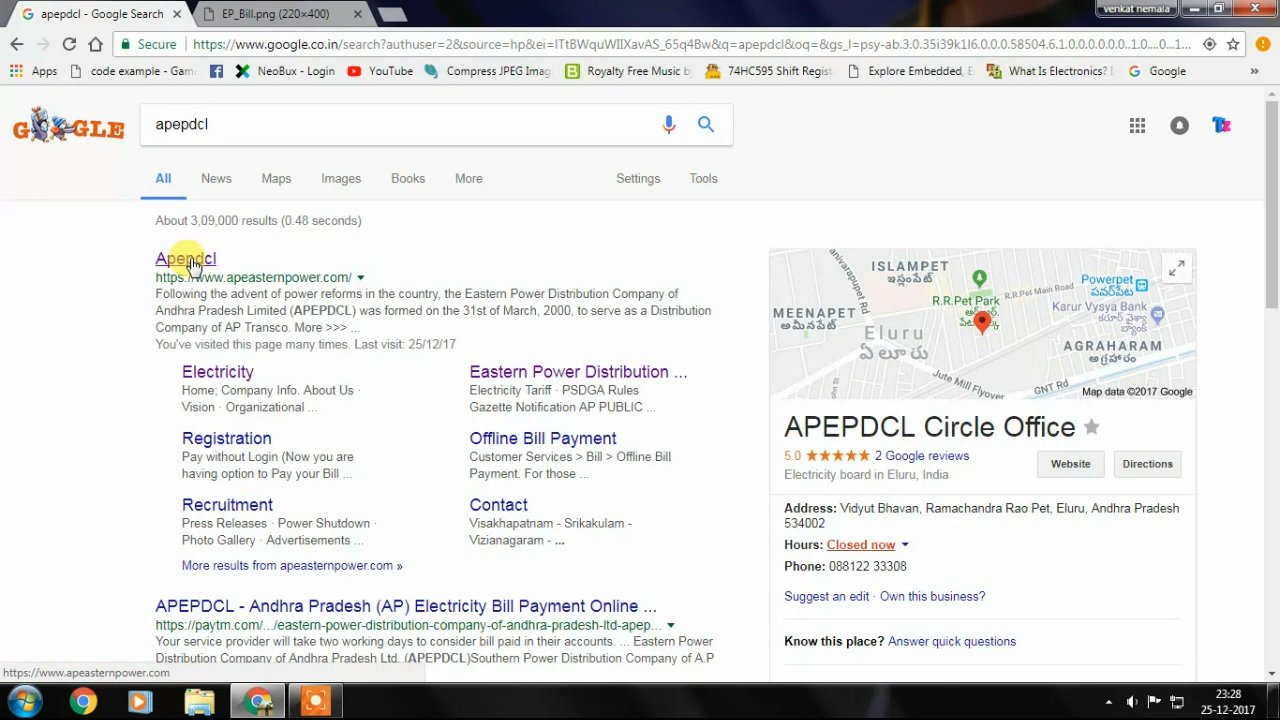 apepdcl - Google Search
EP_Bill.png (220×400)
venkat nemala
Secure
https://www.google.co.in/search?authuser=2&source=hp&ei=ITtBWquWIIXavAS_65q4Bw&q=apepdcl&oq=&gs_l=psy-ab.3.0.35i39k1l6.0.0.0.58504.6.1.0.0.0.0.0.0..1.0....0...1...
Apps
code example - Gam
NeoBux - Login
YouTube
Compress JPEG Imag
Royalty Free Music b
74HC595 Shift Regist
Explore Embedded, E
What Is Electronics?
Google
»
GOOGLE
apepdcl
All
News
Maps
Images
Books
More
Settings
Tools
About 3,09,000 results (0.48 seconds)
Apepdcl
https://www.apeasternpower.com/
Following the advent of power reforms in the country, the Eastern Power Distribution Company of
Andhra Pradesh Limited (APEPDCL) was formed on the 31st of March, 2000, to serve as a Distribution
Company of AP Transco. More >>> ...
You've visited this page many times. Last visit: 25/12/17
Electricity
Home; Company Info. About Us ·
Vision · Organizational ...
Eastern Power Distribution ...
Electricity Tariff · PSDGA Rules
Gazette Notification AP PUBLIC ...
Registration
Pay without Login (Now you are
having option to Pay your Bill ...
Offline Bill Payment
Customer Services > Bill > Offline Bill
Payment. For those ...
Recruitment
Press Releases · Power Shutdown ·
Photo Gallery · Advertisements ...
Contact
Visakhapatnam - Srikakulam -
Vizianagaram - ...
More results from apeasternpower.com »
APEPDCL - Andhra Pradesh (AP) Electricity Bill Payment Online ...
https://paytm.com/.../eastern-power-distribution-company-of-andhra-pradesh-ltd-apep...
Your service provider will take two working days to consider bill paid in their accounts. ... Eastern
Distribution Company of Andhra Pradesh Ltd. (APEPDCL)Southern Power Distribution Company of A.P
anivarapupet Rd
ISLAMPET
ఇస్లంపేట్
R.R.Pet Park
R.R.Pet Main Road
Powerpet
పవర్‌పేట
Karur Vysya Bank
కరూర్ వైశ్యా
బ్యాంక్
MEENAPET
అమీనపేట్
Eluru
ఏలూరు
AGRAHARAM
అగ్రహారం
Jute Mill Flyover
GNT Rd
Map data ©2017 Google
APEPDCL Circle Office
5.0
2 Google reviews
Electricity board in Eluru, India
Website
Directions
Address: Vidyut Bhavan, Ramachandra Rao Pet, Eluru, Andhra Pradesh
534002
Hours: Closed now
Phone: 088122 33308
Suggest an edit · Own this business?
Know this place? Answer quick questions
https://www.apeasternpower.com
23:28
25-12-2017